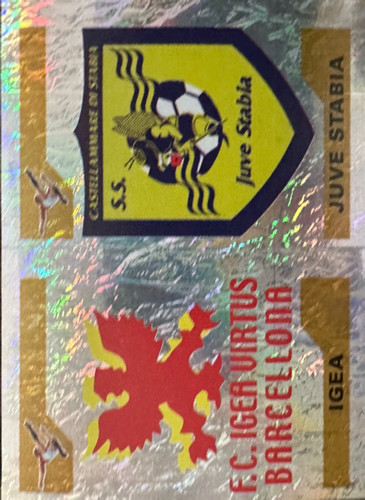 F.C. IGEA VIRTUS
BARCELLONA
IGEA
CASTELLAMMARE DI STABIA
S.S.
Juve Stabia
JUVE STABIA